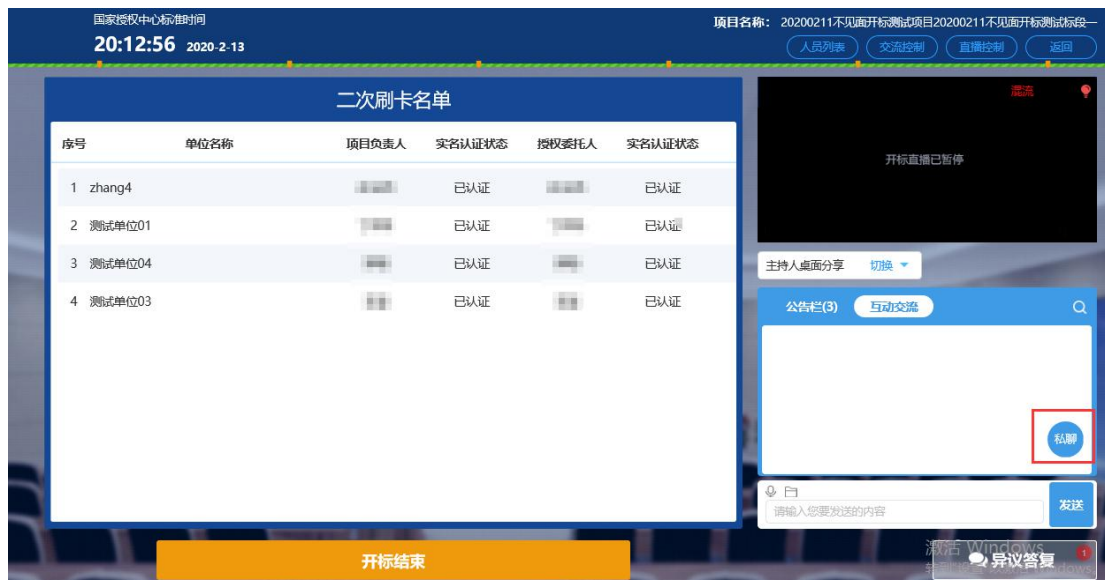 国家授权中心标准时间
项目名称： 20200211不见面开标测试项目20200211不见面开标测试标段一
20:12:56 2020-2-13
人员列表 交流控制 直播控制 返回
二次刷卡名单
序号 单位名称 项目负责人 实名认证状态 授权委托人 实名认证状态
1 zhang4 已认证 已认证
2 测试单位01 已认证 已认证
3 测试单位04 已认证 已认证
4 测试单位03 已认证 已认证
混流
开标直播已暂停
主持人桌面分享 切换
公告栏(3) 互动交流
私聊
请输入您要发送的内容
发送
开标结束
激活 Windows
异议答复 1